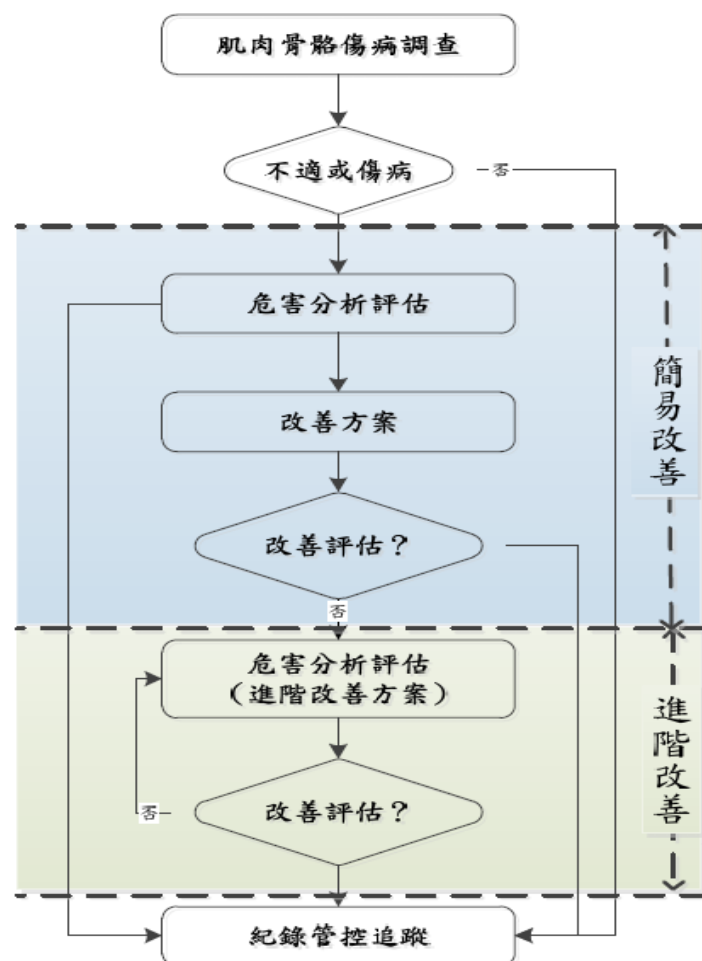 肌肉骨骼傷病調查
不適或傷病
否
危害分析評估
改善方案
簡易改善
改善評估？
否
危害分析評估
（進階改善方案）
進階改善
改善評估？
否
紀錄管控追蹤